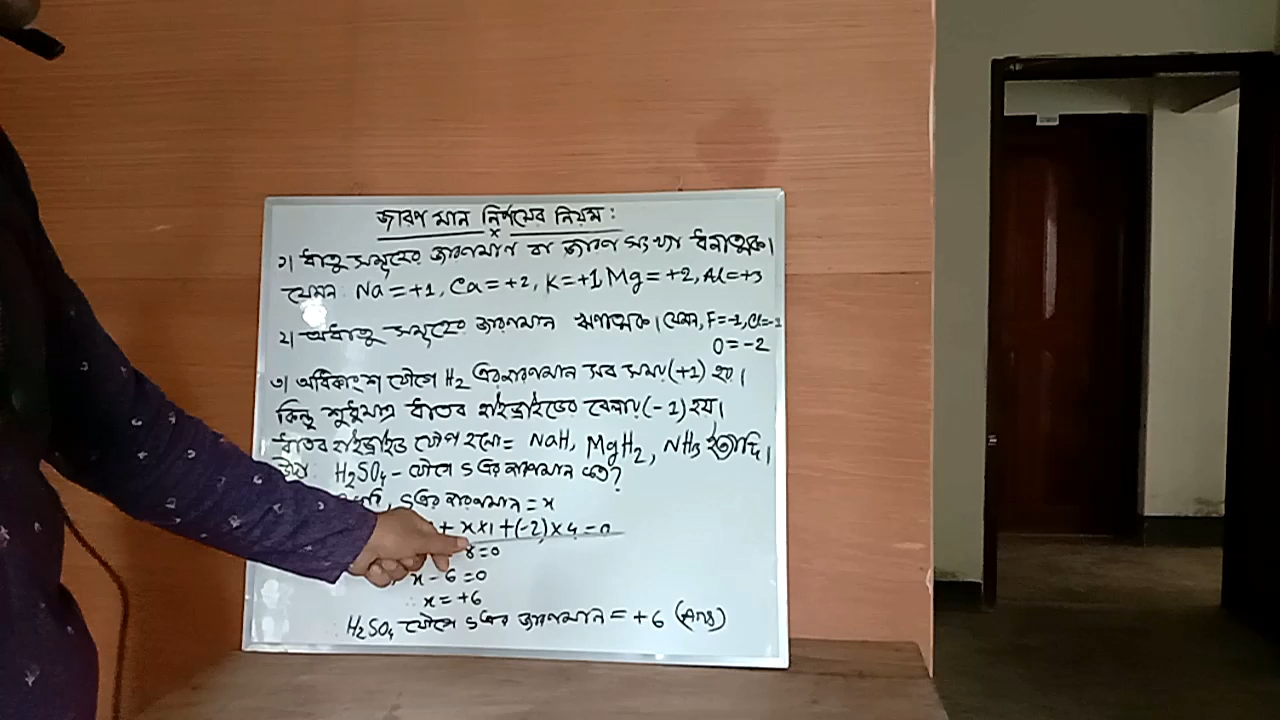 জারণ মান নির্ণয়ের নিয়ম:
১। ধাতু সমূহের জারণমান বা জারণ সংখ্যা ধনাত্মক।
যেমন: Na=+1, Ca=+2, K=+1 Mg=+2, Al=+3
২। অধাতু সমূহের জারণমান ঋণাত্মক। যেমন, F=-1, Cl=-1
O=-2
৩। অধিকাংশ যৌগে H₂ এর জারণমান সব সময় (+1) হয়।
কিন্তু শুধুমাত্র ধাতব হাইড্রাইডের বেলায় (-1) হয়।
ধাতব হাইড্রাইড যৌগ হলো= NaH, MgH₂, NH₃ ইত্যাদি।
H₂SO₄ - যৌগে S এর জারণমান কত?
S এর জারণমান = x
+ x×1+(-2)×4=0
8=0
x-6=0
∴ x=+6
H₂SO₄ যৌগে S এর জারণমান = +6 (Ans)